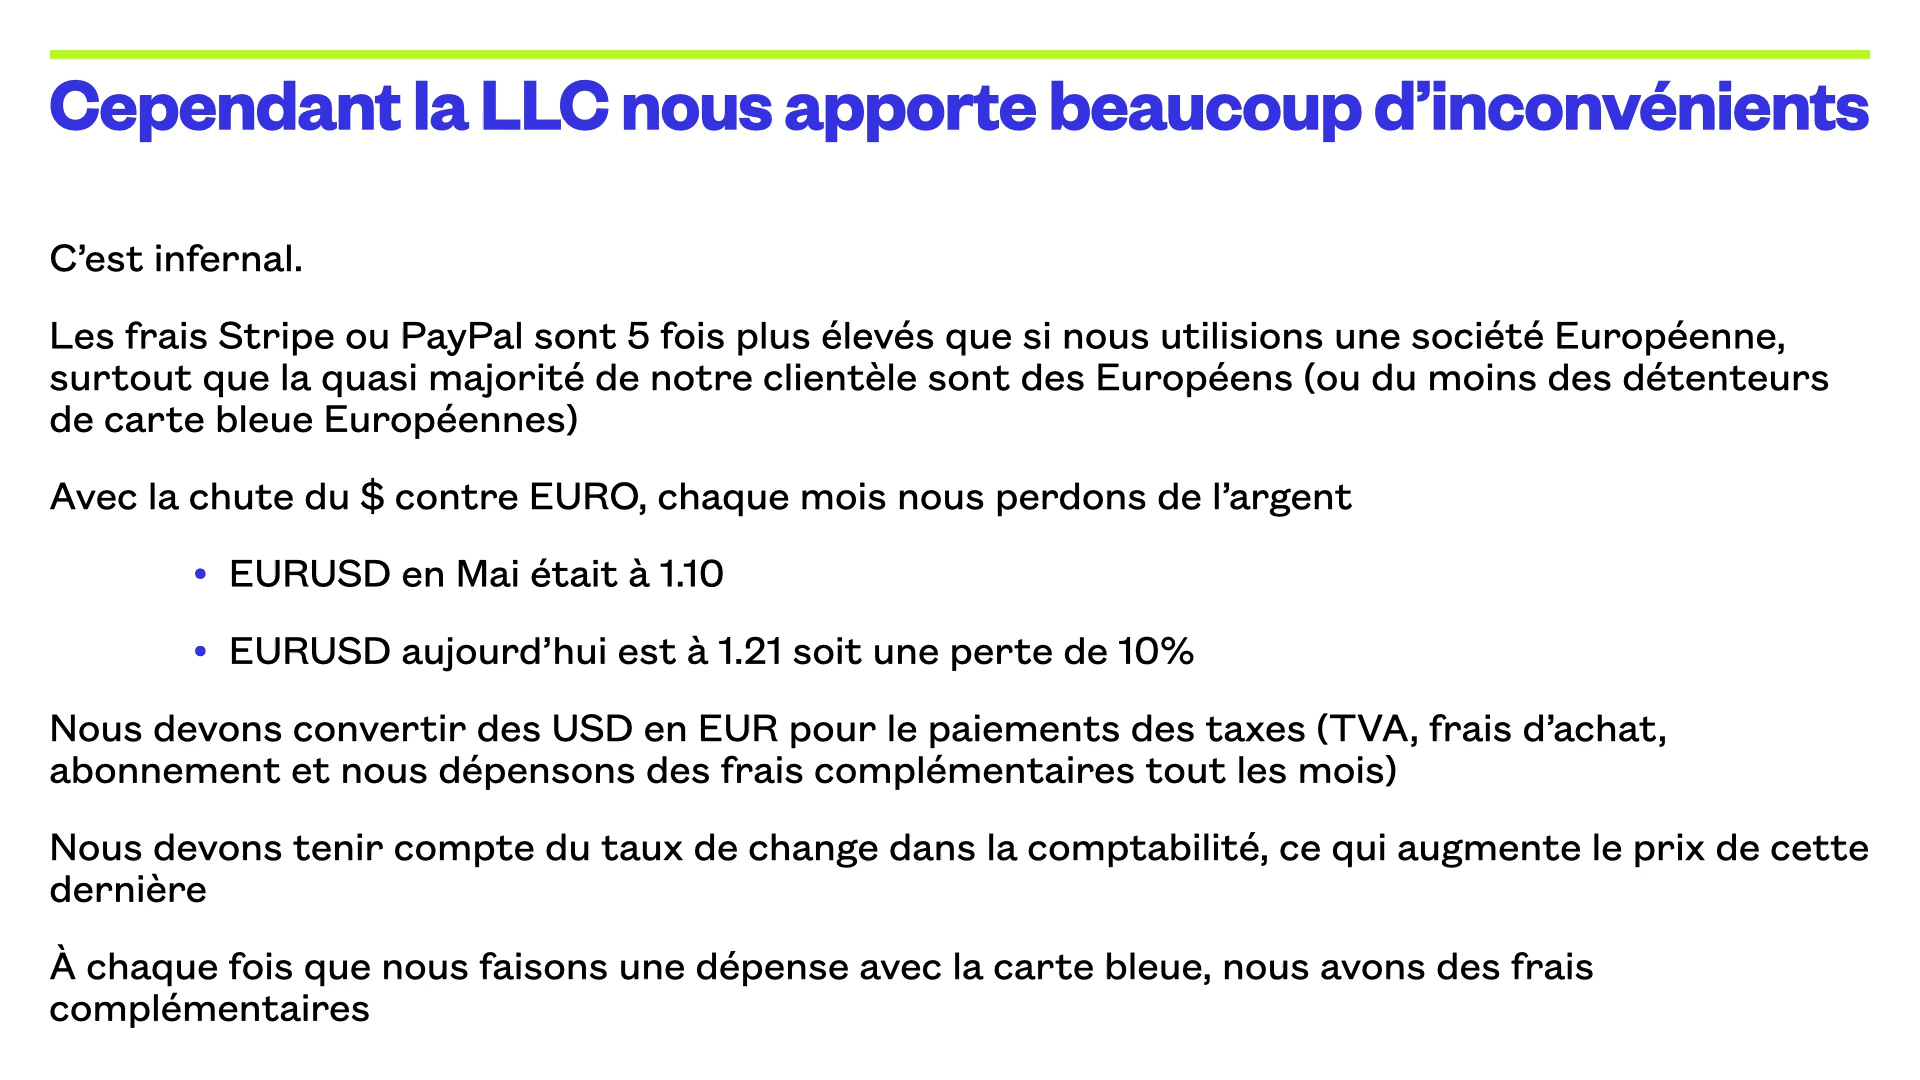 Cependant la LLC nous apporte beaucoup d’inconvénients
C’est infernal.
Les frais Stripe ou PayPal sont 5 fois plus élevés que si nous utilisions une société Européenne,
surtout que la quasi majorité de notre clientèle sont des Européens (ou du moins des détenteurs
de carte bleue Européennes)
Avec la chute du $ contre EURO, chaque mois nous perdons de l’argent
• EURUSD en Mai était à 1.10
• EURUSD aujourd’hui est à 1.21 soit une perte de 10%
Nous devons convertir des USD en EUR pour le paiements des taxes (TVA, frais d’achat,
abonnement et nous dépensons des frais complémentaires tout les mois)
Nous devons tenir compte du taux de change dans la comptabilité, ce qui augmente le prix de cette
dernière
À chaque fois que nous faisons une dépense avec la carte bleue, nous avons des frais
complémentaires